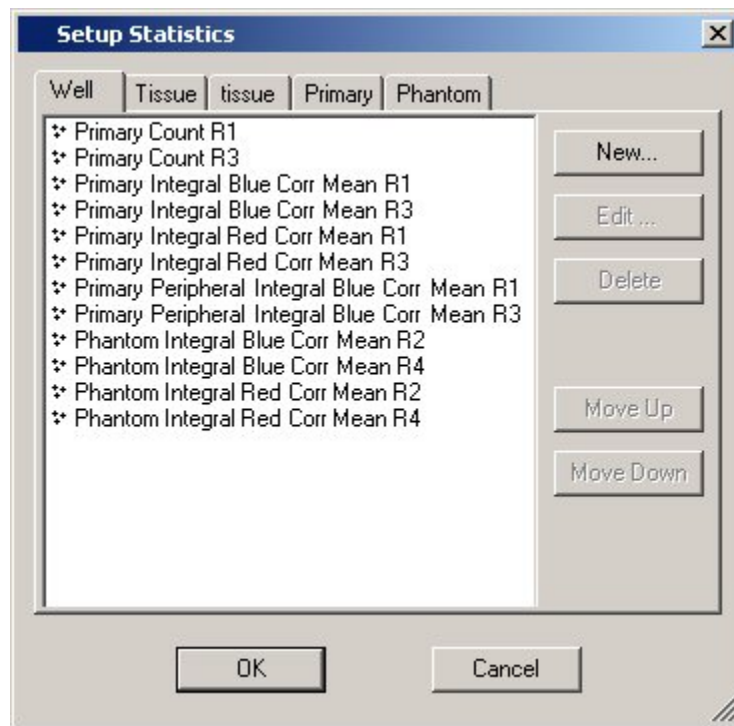 Setup Statistics
Well Tissue tissue Primary Phantom
Primary Count R1
Primary Count R3
Primary Integral Blue Corr Mean R1
Primary Integral Blue Corr Mean R3
Primary Integral Red Corr Mean R1
Primary Integral Red Corr Mean R3
Primary Peripheral Integral Blue Corr Mean R1
Primary Peripheral Integral Blue Corr Mean R3
Phantom Integral Blue Corr Mean R2
Phantom Integral Blue Corr Mean R4
Phantom Integral Red Corr Mean R2
Phantom Integral Red Corr Mean R4
New...
Edit ...
Delete
Move Up
Move Down
OK Cancel